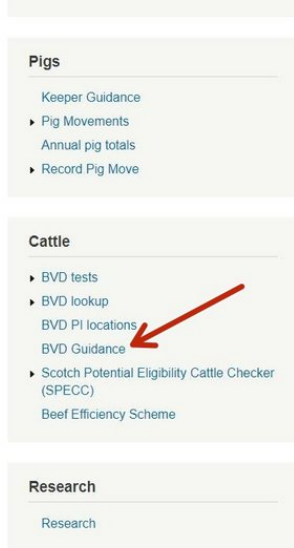 Pigs
Keeper Guidance
Pig Movements
Annual pig totals
Record Pig Move
Cattle
BVD tests
BVD lookup
BVD PI locations
BVD Guidance
Scotch Potential Eligibility Cattle Checker
(SPECC)
Beef Efficiency Scheme
Research
Research